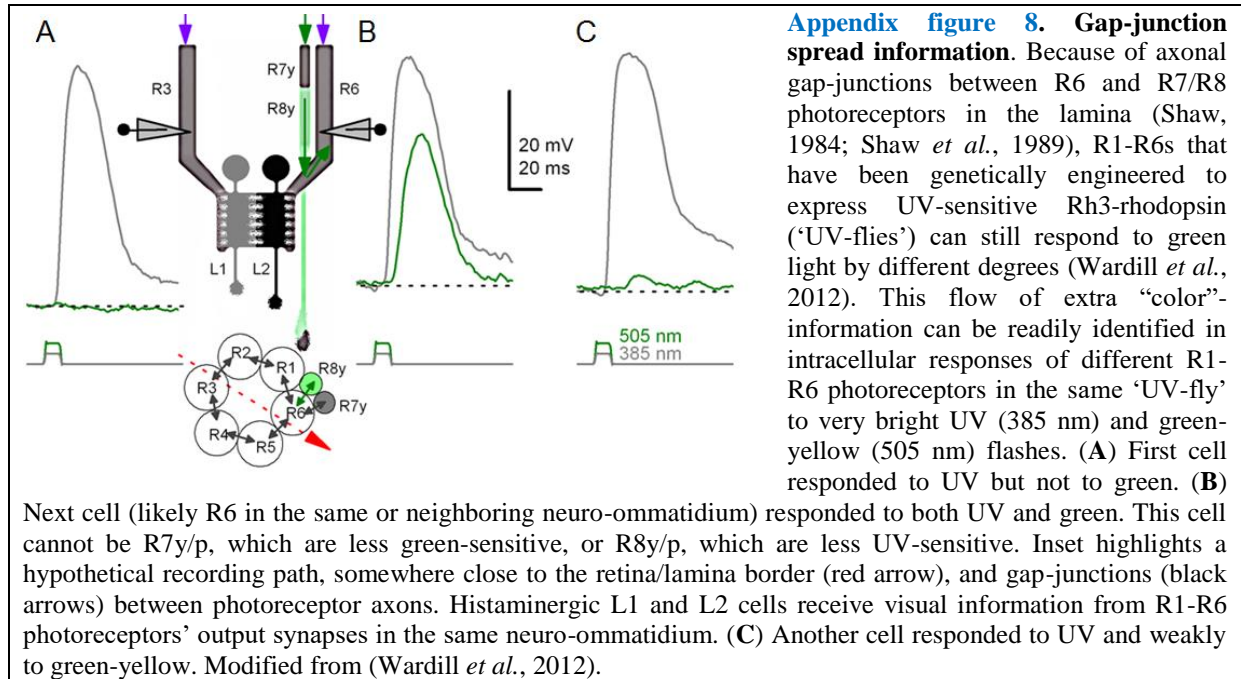 A
B
C
R3
R7y
R8y
R6
20 mV
20 ms
L1
L2
505 nm
385 nm
R2
R1
R8y
R3
R7y
R6
R4
R5
Appendix figure 8. Gap-junction
spread information. Because of axonal
gap-junctions between R6 and R7/R8
photoreceptors in the lamina (Shaw,
1984; Shaw et al., 1989), R1-R6s that
have been genetically engineered to
express UV-sensitive Rh3-rhodopsin
(‘UV-flies’) can still respond to green
light by different degrees (Wardill et al.,
2012). This flow of extra “color”-
information can be readily identified in
intracellular responses of different R1-
R6 photoreceptors in the same ‘UV-fly’
to very bright UV (385 nm) and green-
yellow (505 nm) flashes. (A) First cell
responded to UV but not to green. (B)
Next cell (likely R6 in the same or neighboring neuro-ommatidium) responded to both UV and green. This cell
cannot be R7y/p, which are less green-sensitive, or R8y/p, which are less UV-sensitive. Inset highlights a
hypothetical recording path, somewhere close to the retina/lamina border (red arrow), and gap-junctions (black
arrows) between photoreceptor axons. Histaminergic L1 and L2 cells receive visual information from R1-R6
photoreceptors’ output synapses in the same neuro-ommatidium. (C) Another cell responded to UV and weakly
to green-yellow. Modified from (Wardill et al., 2012).